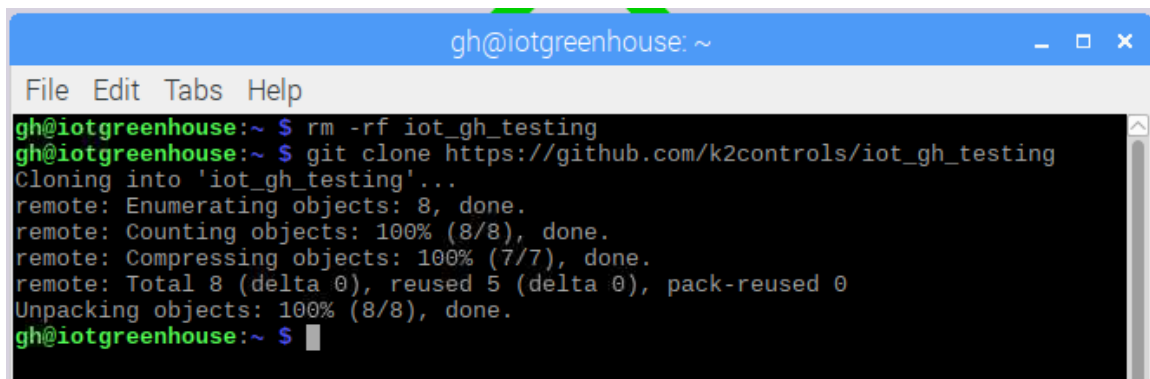 gh@iotgreenhouse: ~
File Edit Tabs Help
gh@iotgreenhouse:~ $ rm -rf iot_gh_testing
gh@iotgreenhouse:~ $ git clone https://github.com/k2controls/iot_gh_testing
Cloning into 'iot_gh_testing'...
remote: Enumerating objects: 8, done.
remote: Counting objects: 100% (8/8), done.
remote: Compressing objects: 100% (7/7), done.
remote: Total 8 (delta 0), reused 5 (delta 0), pack-reused 0
Unpacking objects: 100% (8/8), done.
gh@iotgreenhouse:~ $